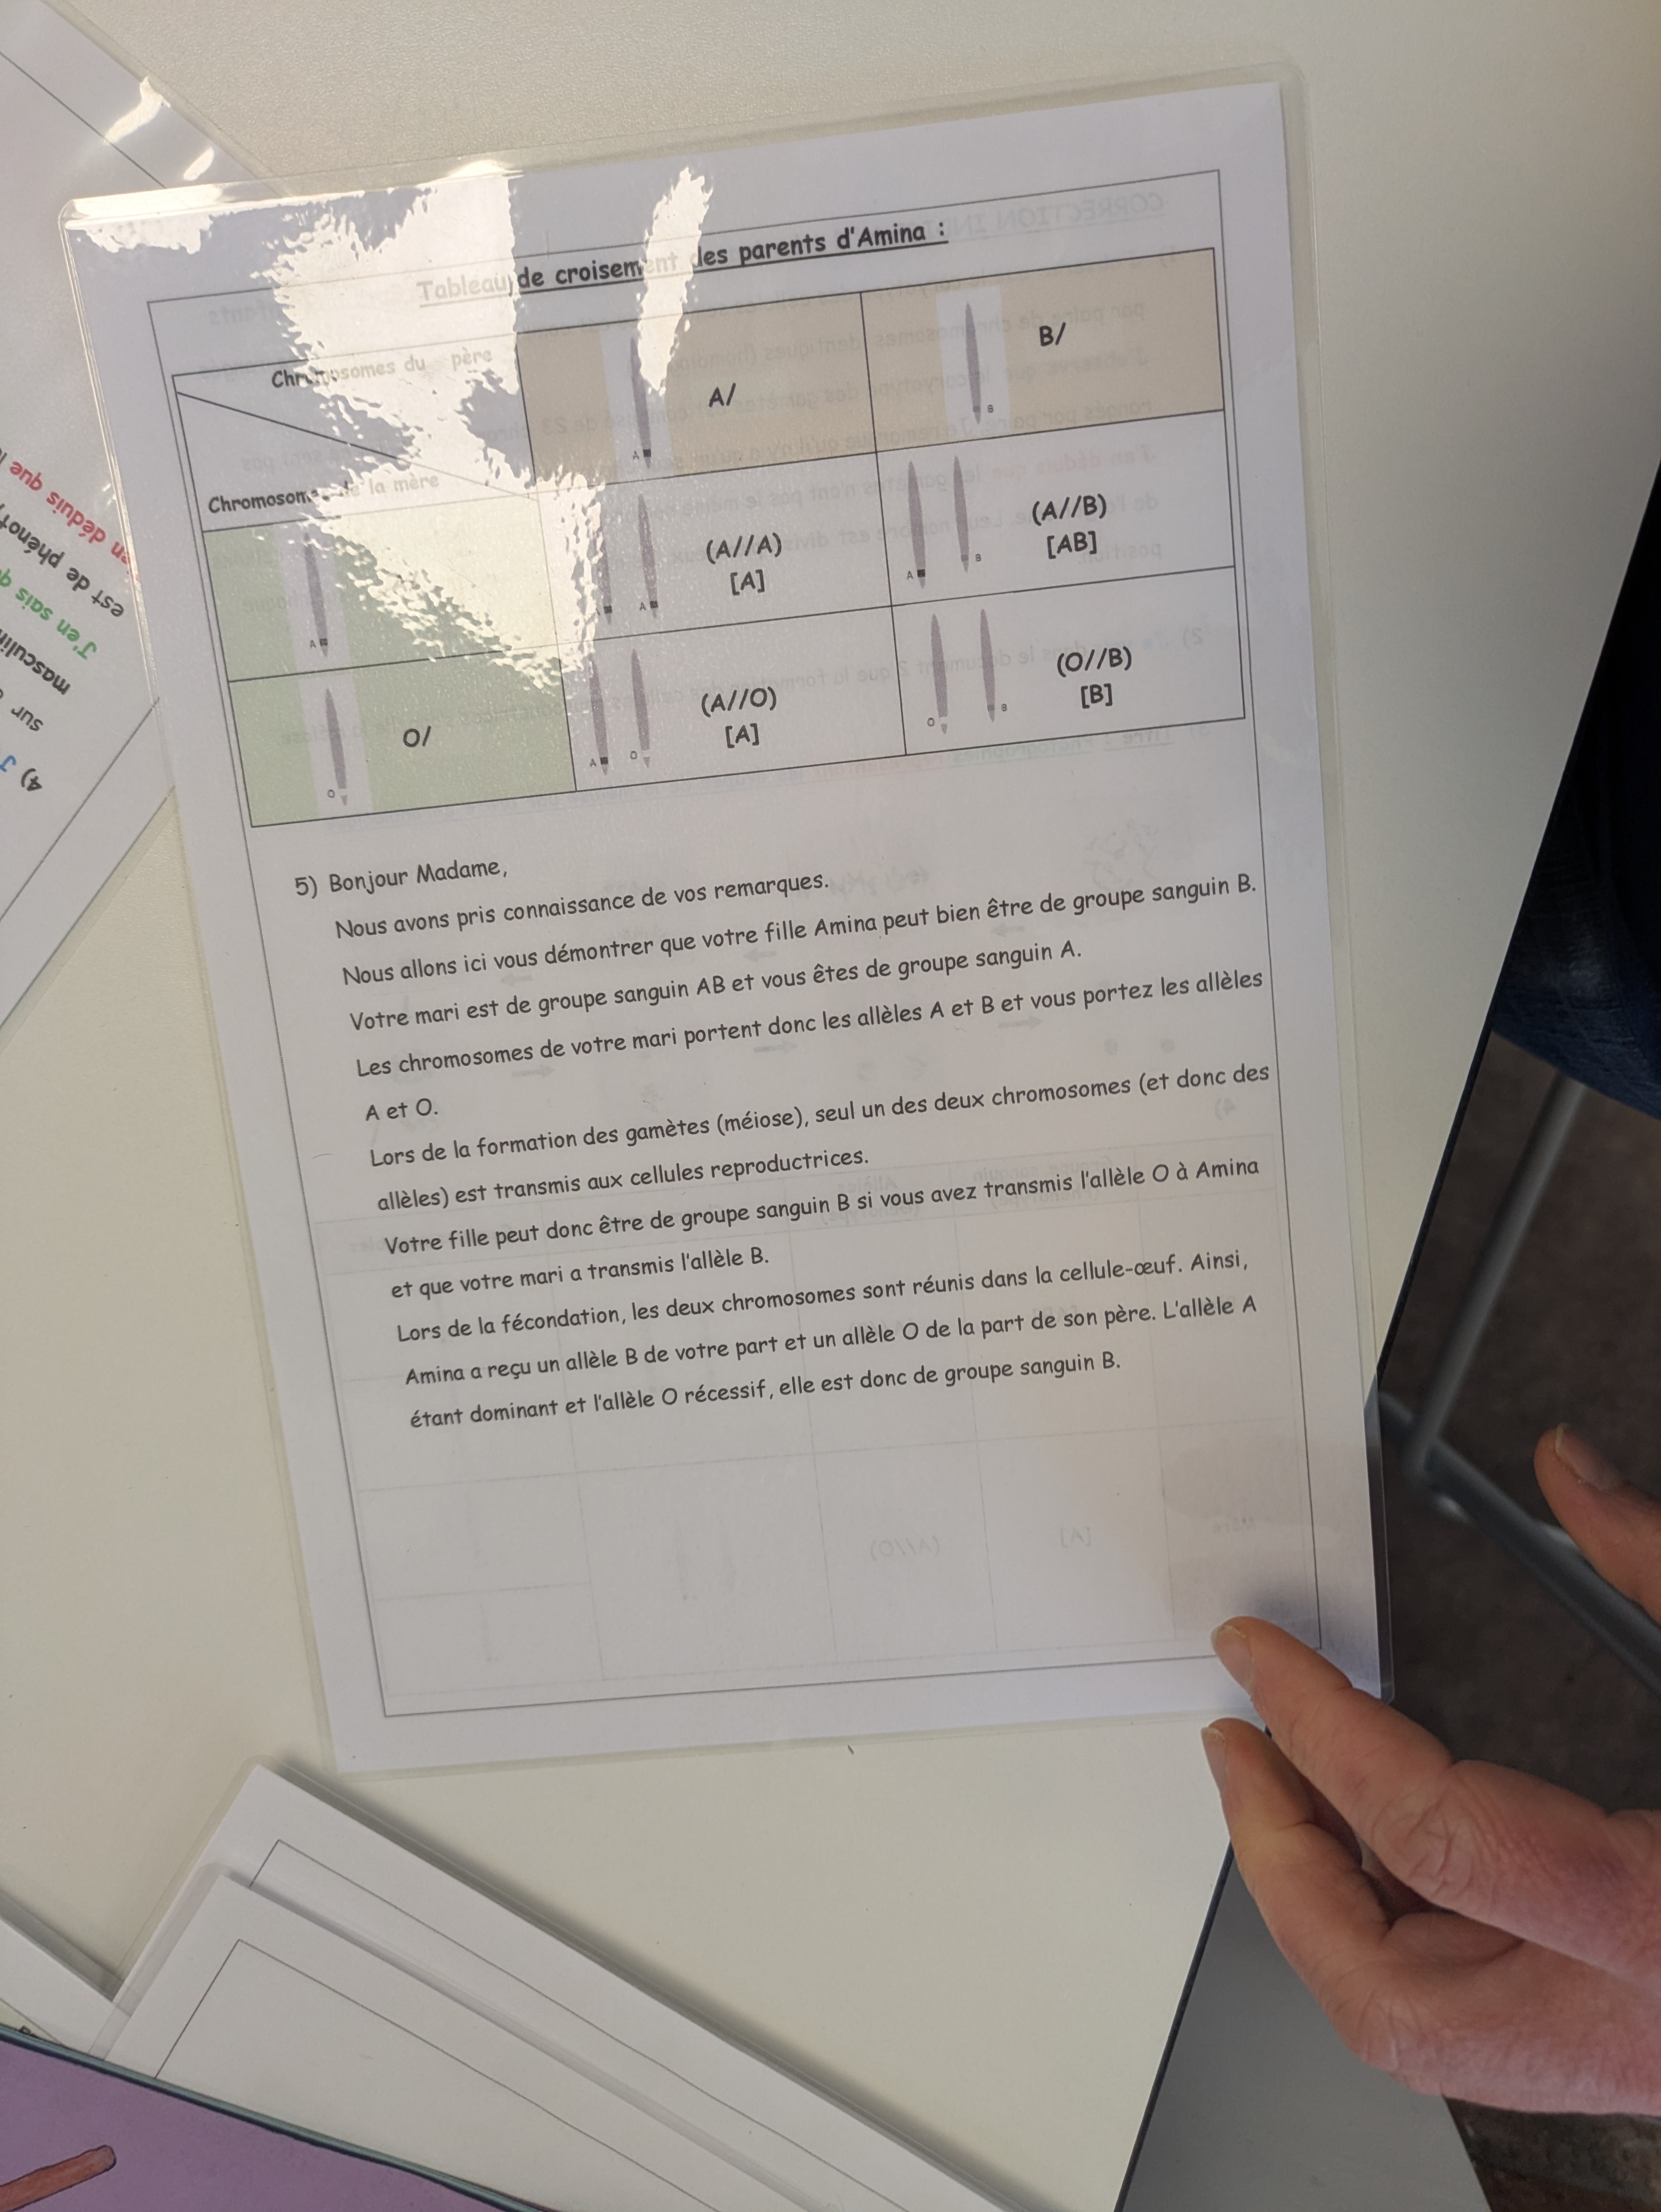 Tableau de croisement des parents d'Amina :
Chromosomes du père
Chromosomes de la mère
A/
B/
B
A
A
(A//A)
[A]
A
(A//B)
[AB]
A
B
O/
O
(A//O)
[A]
A
O
(O//B)
[B]
O
B
5) Bonjour Madame,
Nous avons pris connaissance de vos remarques.
Nous allons ici vous démontrer que votre fille Amina peut bien être de groupe sanguin B.
Votre mari est de groupe sanguin AB et vous êtes de groupe sanguin A.
Les chromosomes de votre mari portent donc les allèles A et B et vous portez les allèles
A et O.
Lors de la formation des gamètes (méiose), seul un des deux chromosomes (et donc des
allèles) est transmis aux cellules reproductrices.
Votre fille peut donc être de groupe sanguin B si vous avez transmis l'allèle O à Amina
et que votre mari a transmis l'allèle B.
Lors de la fécondation, les deux chromosomes sont réunis dans la cellule-œuf. Ainsi,
Amina a reçu un allèle B de votre part et un allèle O de la part de son père. L'allèle A
étant dominant et l'allèle O récessif, elle est donc de groupe sanguin B.
4) J
sur
masculin
J'en sais q
est de phénot
en déduis que